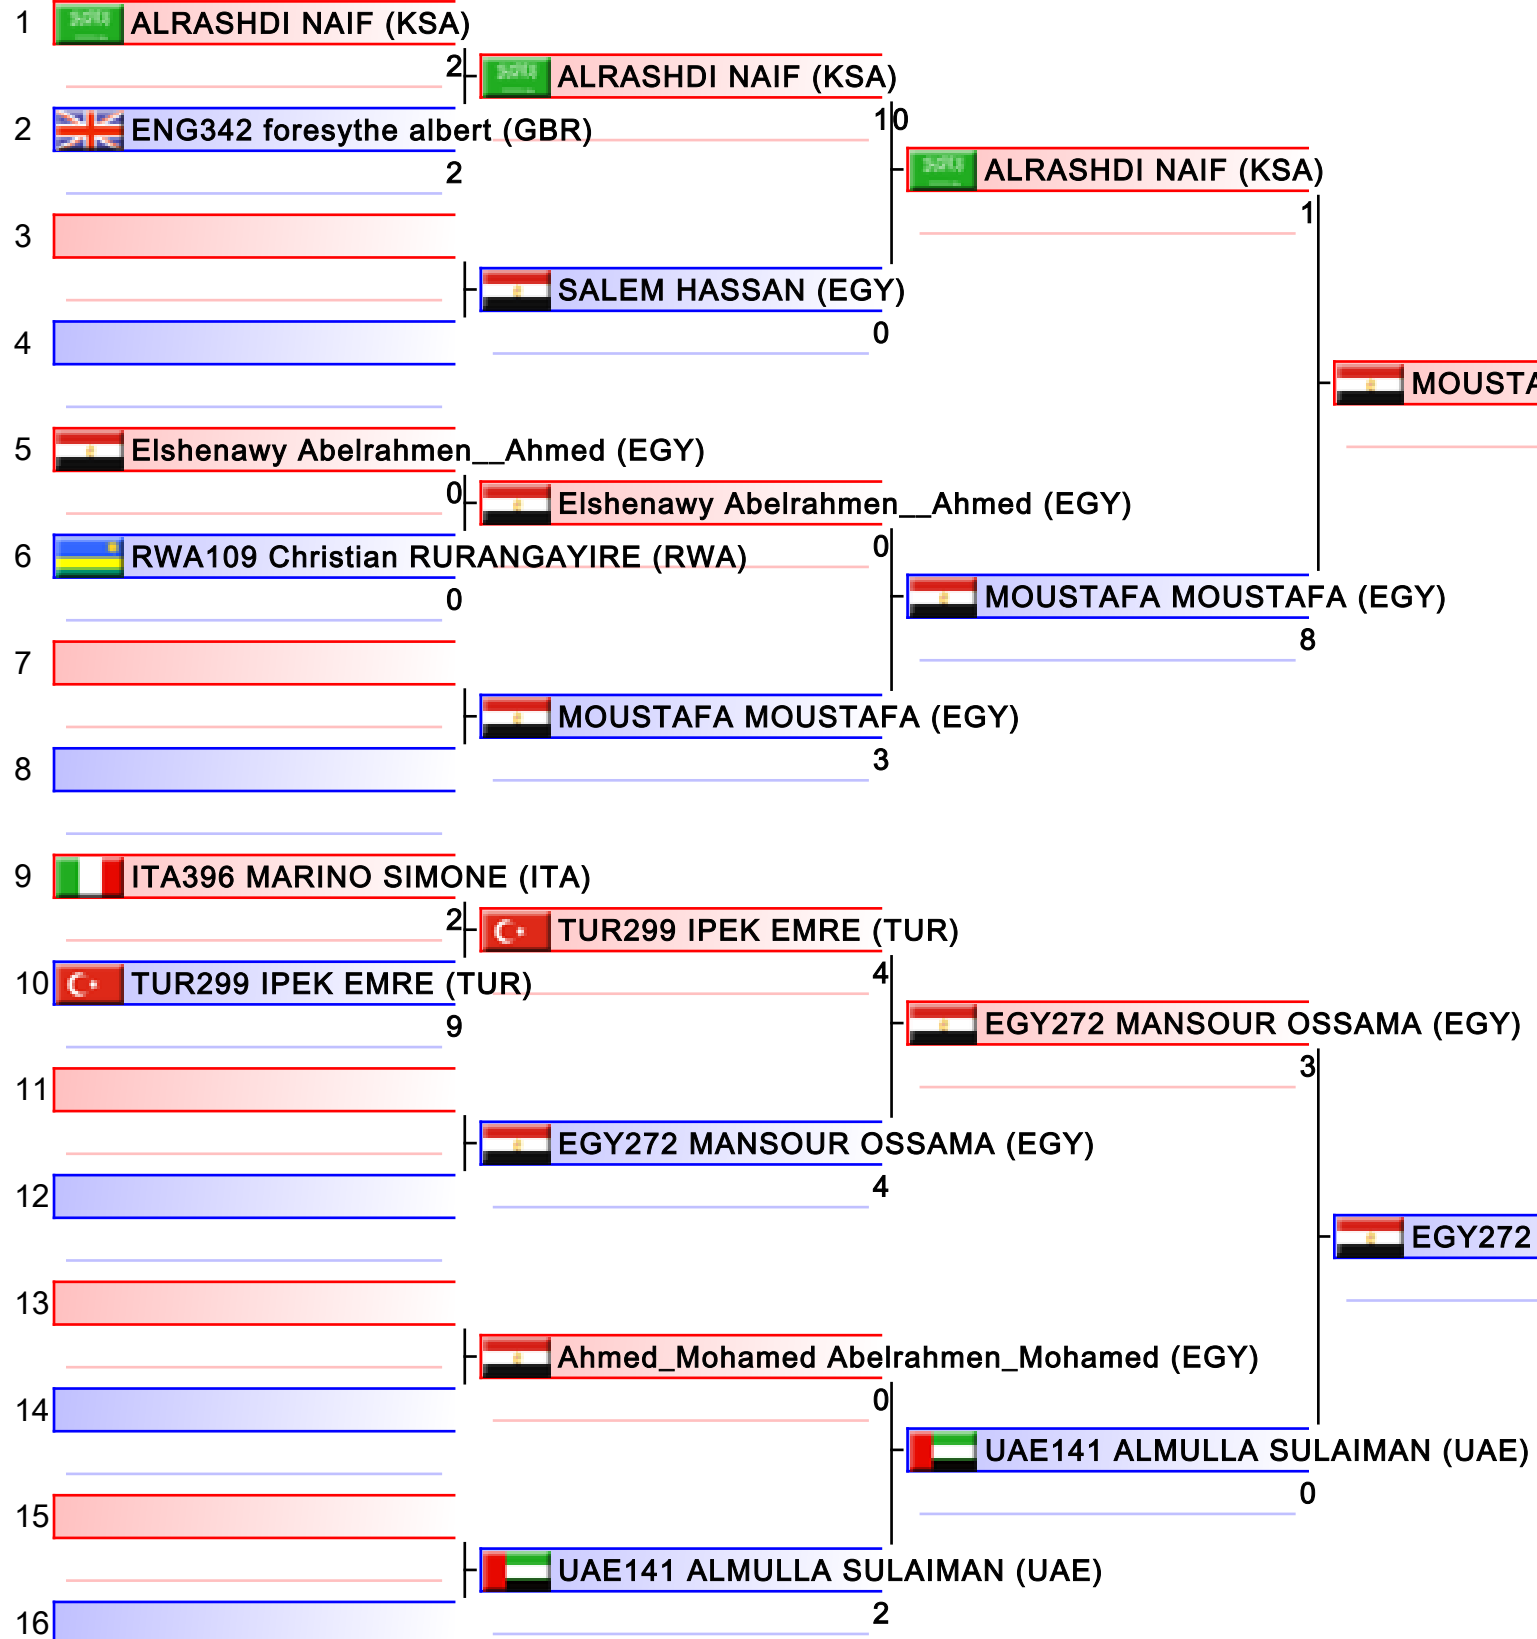 1 ALRASHDI NAIF (KSA)
2 ALRASHDI NAIF (KSA)
10
2 ENG342 foresythe albert (GBR)
2 ALRASHDI NAIF (KSA)
1
3
SALEM HASSAN (EGY)
0
4
MOUSTA
5 Elshenawy Abelrahmen__Ahmed (EGY)
0 Elshenawy Abelrahmen__Ahmed (EGY)
0
6 RWA109 Christian RURANGAYIRE (RWA)
0 MOUSTAFA MOUSTAFA (EGY)
8
7
MOUSTAFA MOUSTAFA (EGY)
3
8
9 ITA396 MARINO SIMONE (ITA)
2 TUR299 IPEK EMRE (TUR)
4
10 TUR299 IPEK EMRE (TUR)
9 EGY272 MANSOUR OSSAMA (EGY)
3
11
EGY272 MANSOUR OSSAMA (EGY)
4
12
EGY272
13
Ahmed_Mohamed Abelrahmen_Mohamed (EGY)
0
14
UAE141 ALMULLA SULAIMAN (UAE)
0
15
UAE141 ALMULLA SULAIMAN (UAE)
2
16